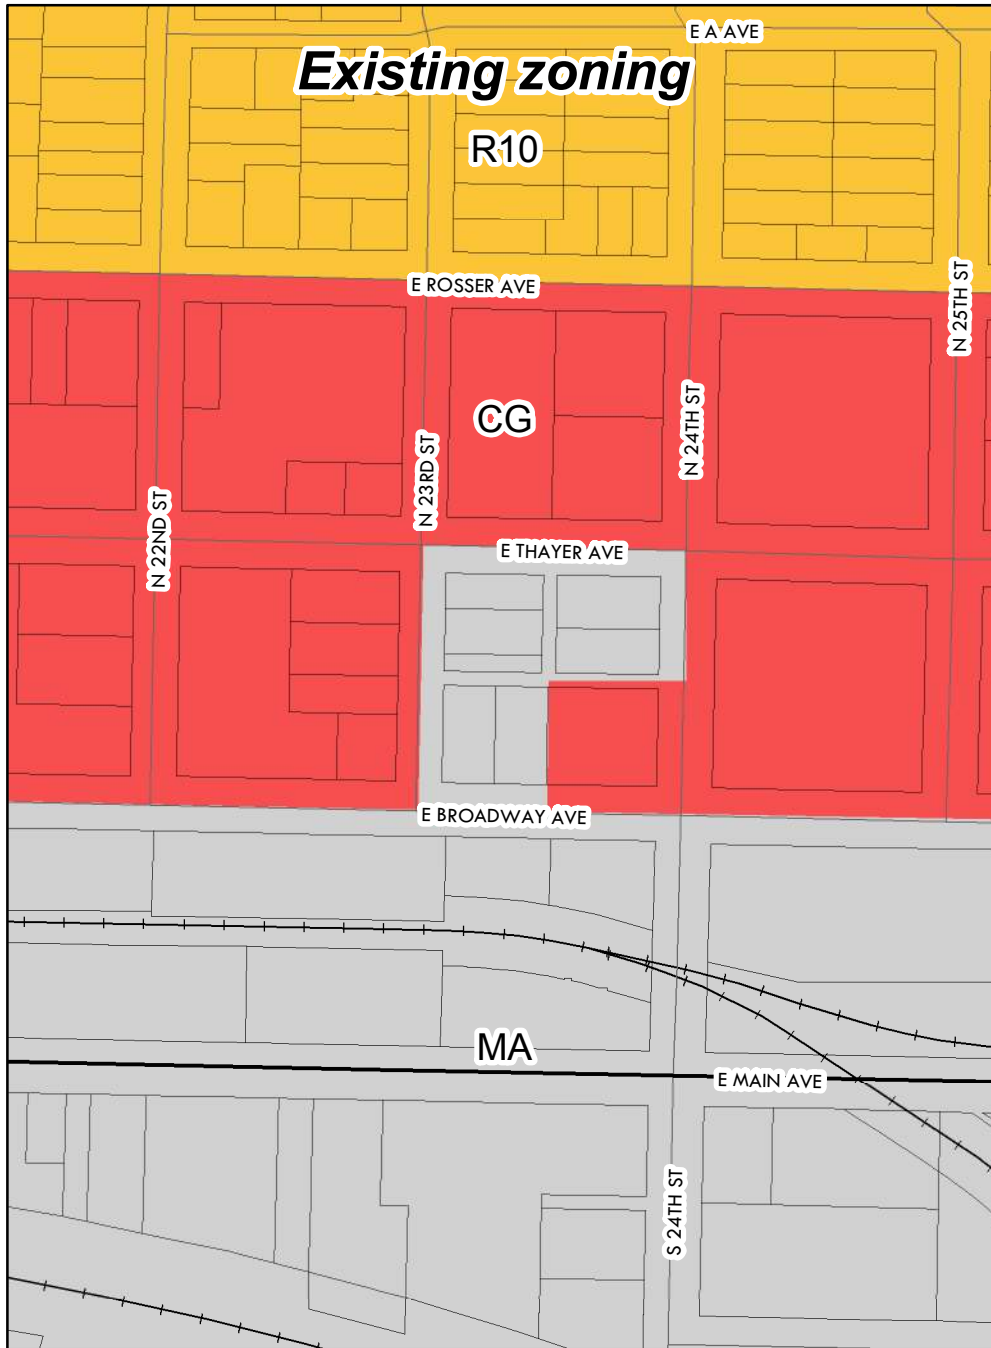 E A AVE
Existing zoning
R10
E ROSSER AVE
N 25TH ST
CG
N 24TH ST
N 23RD ST
N 22ND ST
E THAYER AVE
E BROADWAY AVE
MA
E MAIN AVE
S 24TH ST